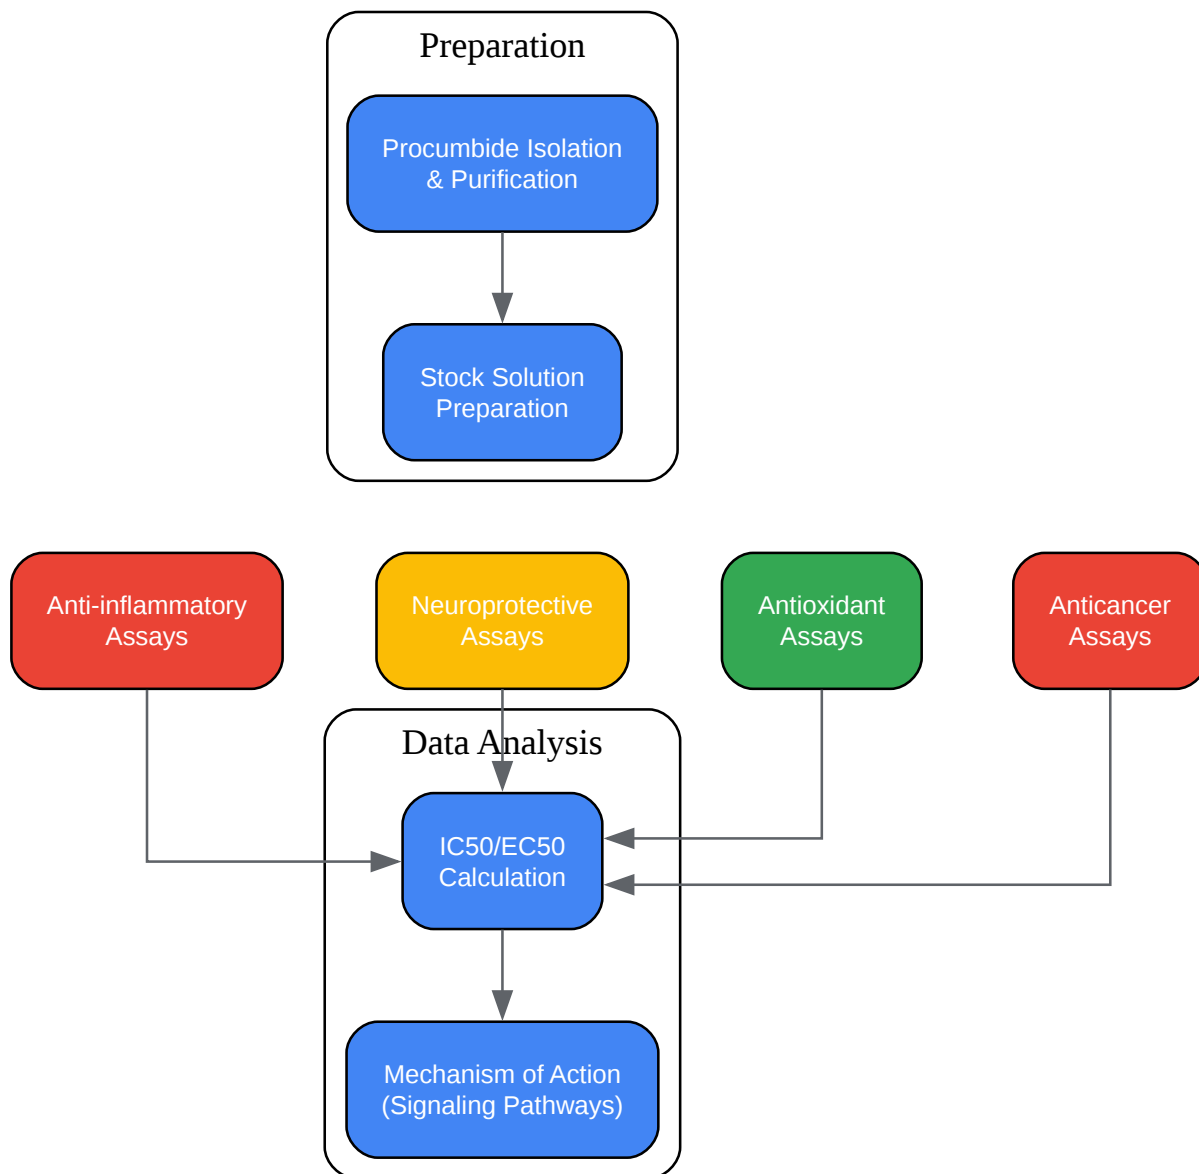 Preparation
Procumbide Isolation
& Purification
Stock Solution
Preparation
Anti-inflammatory
Assays
Neuroprotective
Assays
Antioxidant
Assays
Anticancer
Assays
Data Analysis
IC50/EC50
Calculation
Mechanism of Action
(Signaling Pathways)